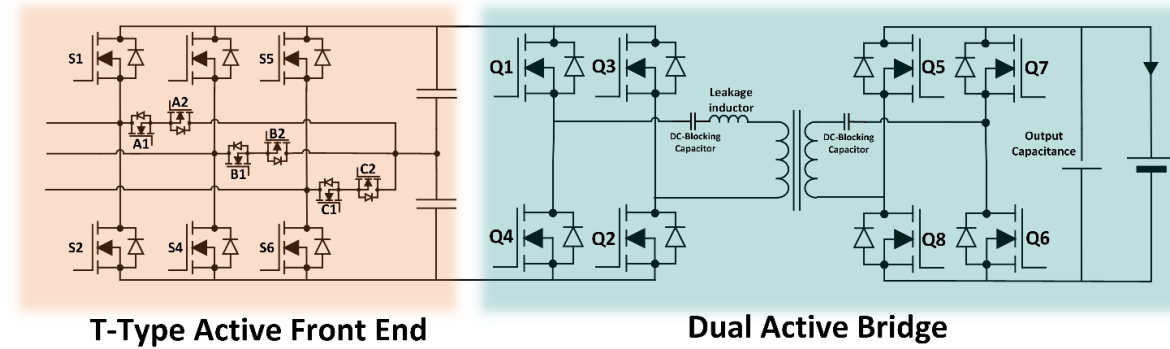 S1
S5
A2
A1
B2
B1
C2
C1
S2
S4
S6
T-Type Active Front End
Q1
Q3
Leakage
inductor
DC-Blocking
Capacitor
DC-Blocking
Capacitor
Q5
Q7
Output
Capacitance
Q4
Q2
Q8
Q6
Dual Active Bridge